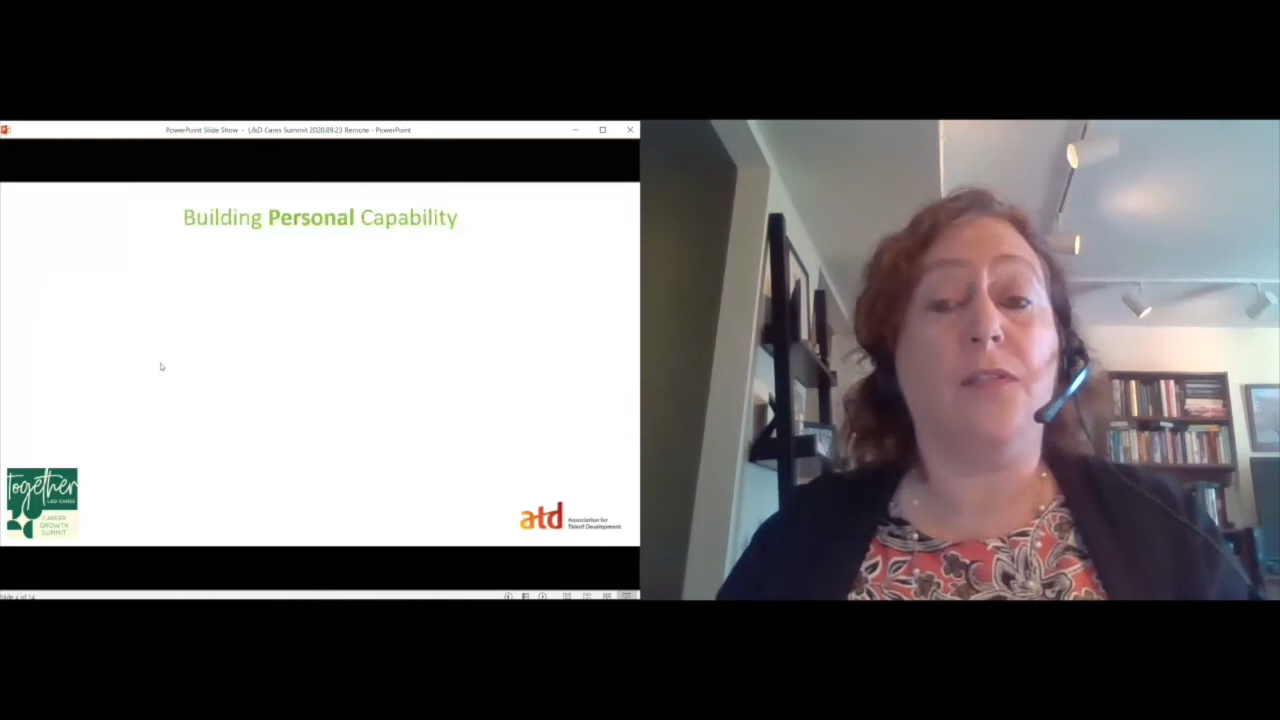 PowerPoint Slide Show - L&D Cares Summit 2020.09.23 Remote - PowerPoint
Building Personal Capability
together
L&D CARES
CAREER
GROWTH
SUMMIT
atd
Association for
Talent Development